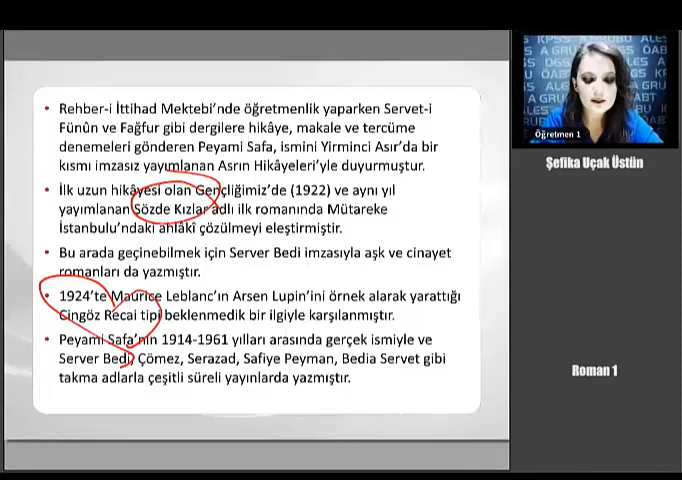 • Rehber-i İttihad Mektebi'nde öğretmenlik yaparken Servet-i
Fünûn ve Fağfur gibi dergilere hikâye, makale ve tercüme
denemeleri gönderen Peyami Safa, ismini Yirminci Asır'da bir
kısmı imzasız yayımlanan Asrın Hikâyeleri'yle duyurmuştur.
• İlk uzun hikâyesi olan Gençliğimiz'de (1922) ve aynı yıl
yayımlanan Sözde Kızlar adlı ilk romanında Mütareke
İstanbulu'ndaki ahlâkî çözülmeyi eleştirmiştir.
• Bu arada geçinebilmek için Server Bedi imzasıyla aşk ve cinayet
romanları da yazmıştır.
• 1924'te Maurice Leblanc'ın Arsen Lupin'ini örnek alarak yarattığı
Cingöz Recai tipi beklenmedik bir ilgiyle karşılanmıştır.
• Peyami Safa'nın 1914-1961 yılları arasında gerçek ismiyle ve
Server Bedi, Çömez, Serazad, Safiye Peyman, Bedia Servet gibi
takma adlarla çeşitli süreli yayınlarda yazmıştır.
Öğretmen 1
Şefika Uçak Üstün
Roman 1